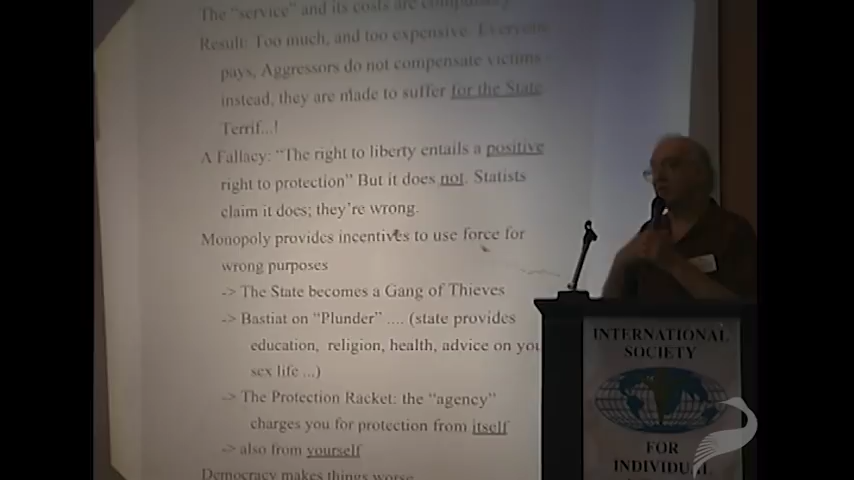 The "service" and its costs are compulsory
Result: Too much, and too expensive. Everyone
pays, Aggressors do not compensate victims
instead, they are made to suffer for the State
Terrif...!
A Fallacy: "The right to liberty entails a positive
right to protection" But it does not. Statists
claim it does; they're wrong.
Monopoly provides incentives to use force for
wrong purposes
-> The State becomes a Gang of Thieves
-> Bastiat on "Plunder" .... (state provides
education, religion, health, advice on you
sex life ...)
-> The Protection Racket: the "agency"
charges you for protection from itself
-> also from yourself
Democracy makes things worse
INTERNATIONAL
SOCIETY
FOR
INDIVIDU